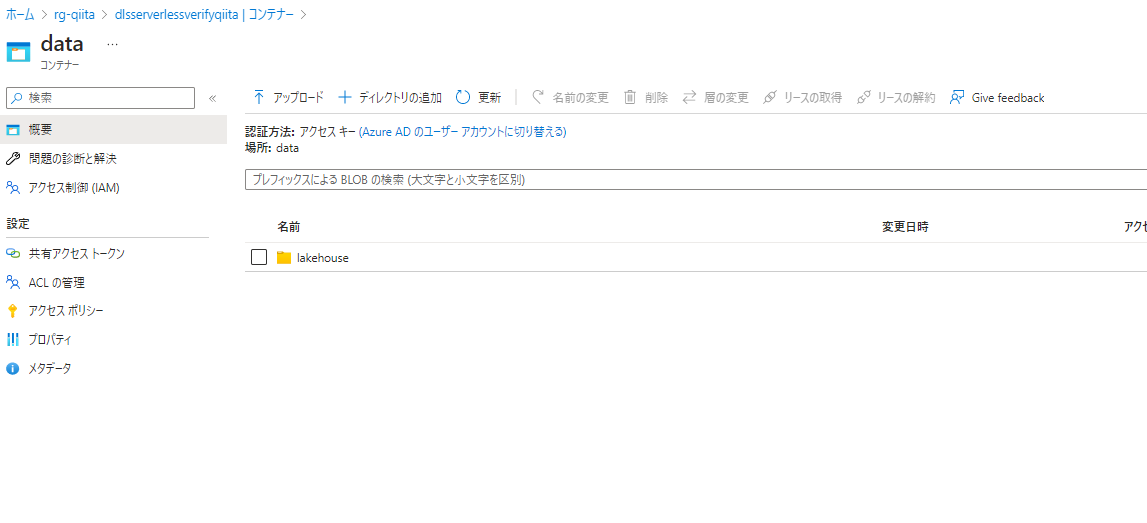 ホーム > rg-qiita > dlsserverlessverifyqiita | コンテナー >
data ...
コンテナー
検索 «
概要
問題の診断と解決
アクセス制御 (IAM)
設定
共有アクセス トークン
ACL の管理
アクセス ポリシー
プロパティ
メタデータ
アップロード ディレクトリの追加 更新 名前の変更 削除 層の変更 リースの取得 リースの解約 Give feedback
認証方法: アクセス キー (Azure AD のユーザー アカウントに切り替える)
場所: data
プレフィックスによる BLOB の検索 (大文字と小文字を区別)
名前 変更日時 アクセ
lakehouse